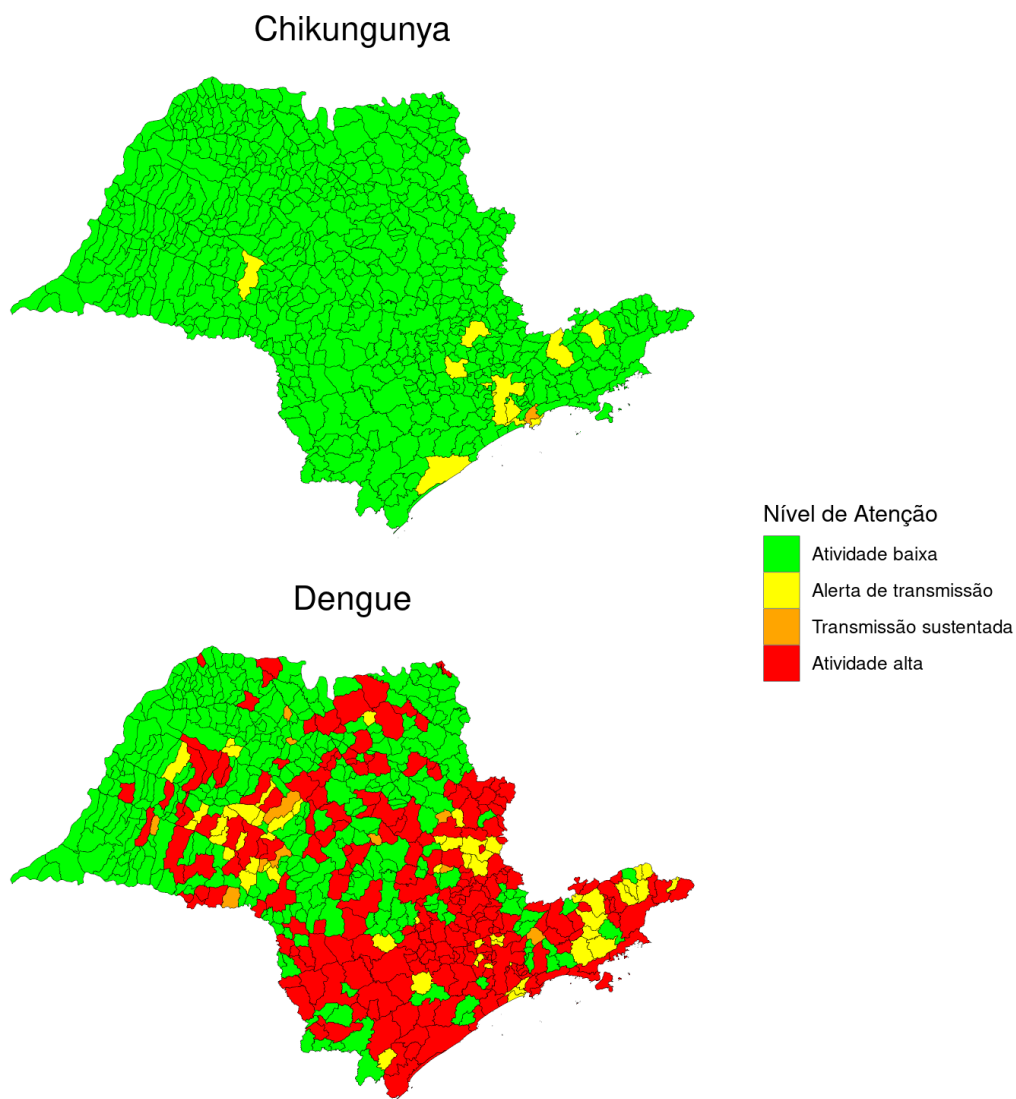 Chikungunya
Dengue
Nível de Atenção
Atividade baixa
Alerta de transmissão
Transmissão sustentada
Atividade alta